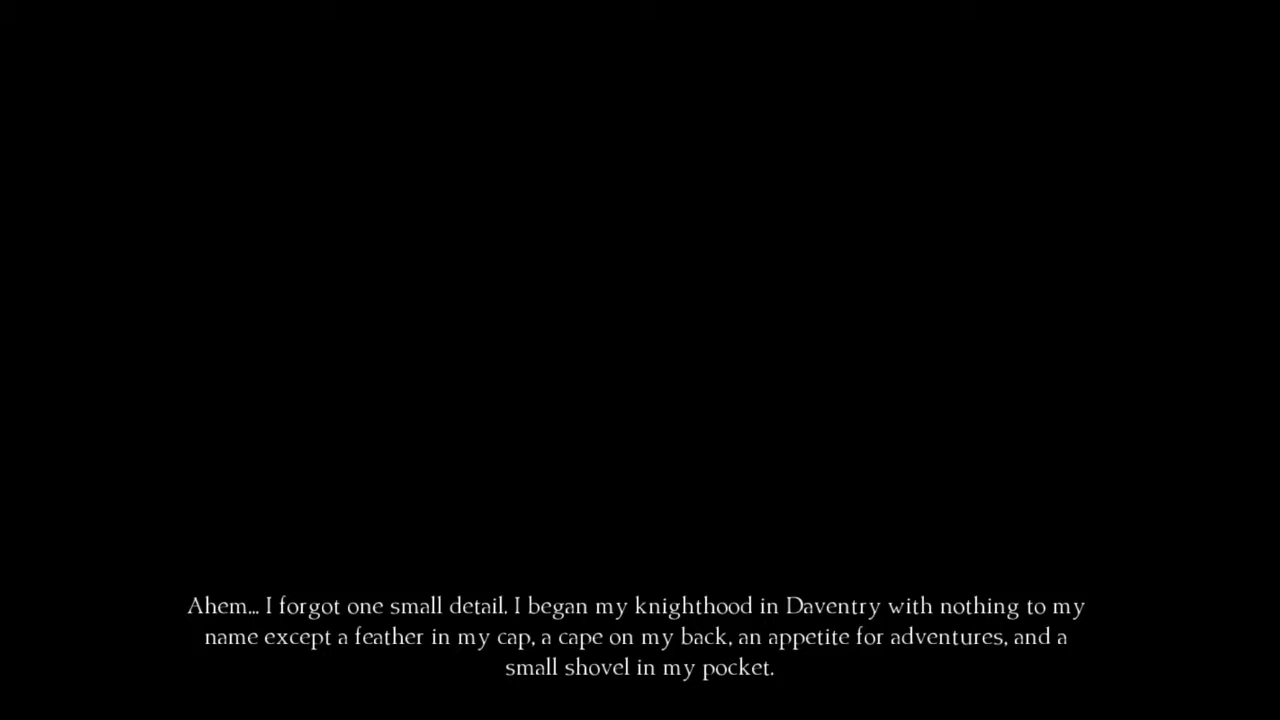 Ahem... I forgot one small detail. I began my knighthood in Daventry with nothing to my
name except a feather in my cap, a cape on my back, an appetite for adventures, and a
small shovel in my pocket.